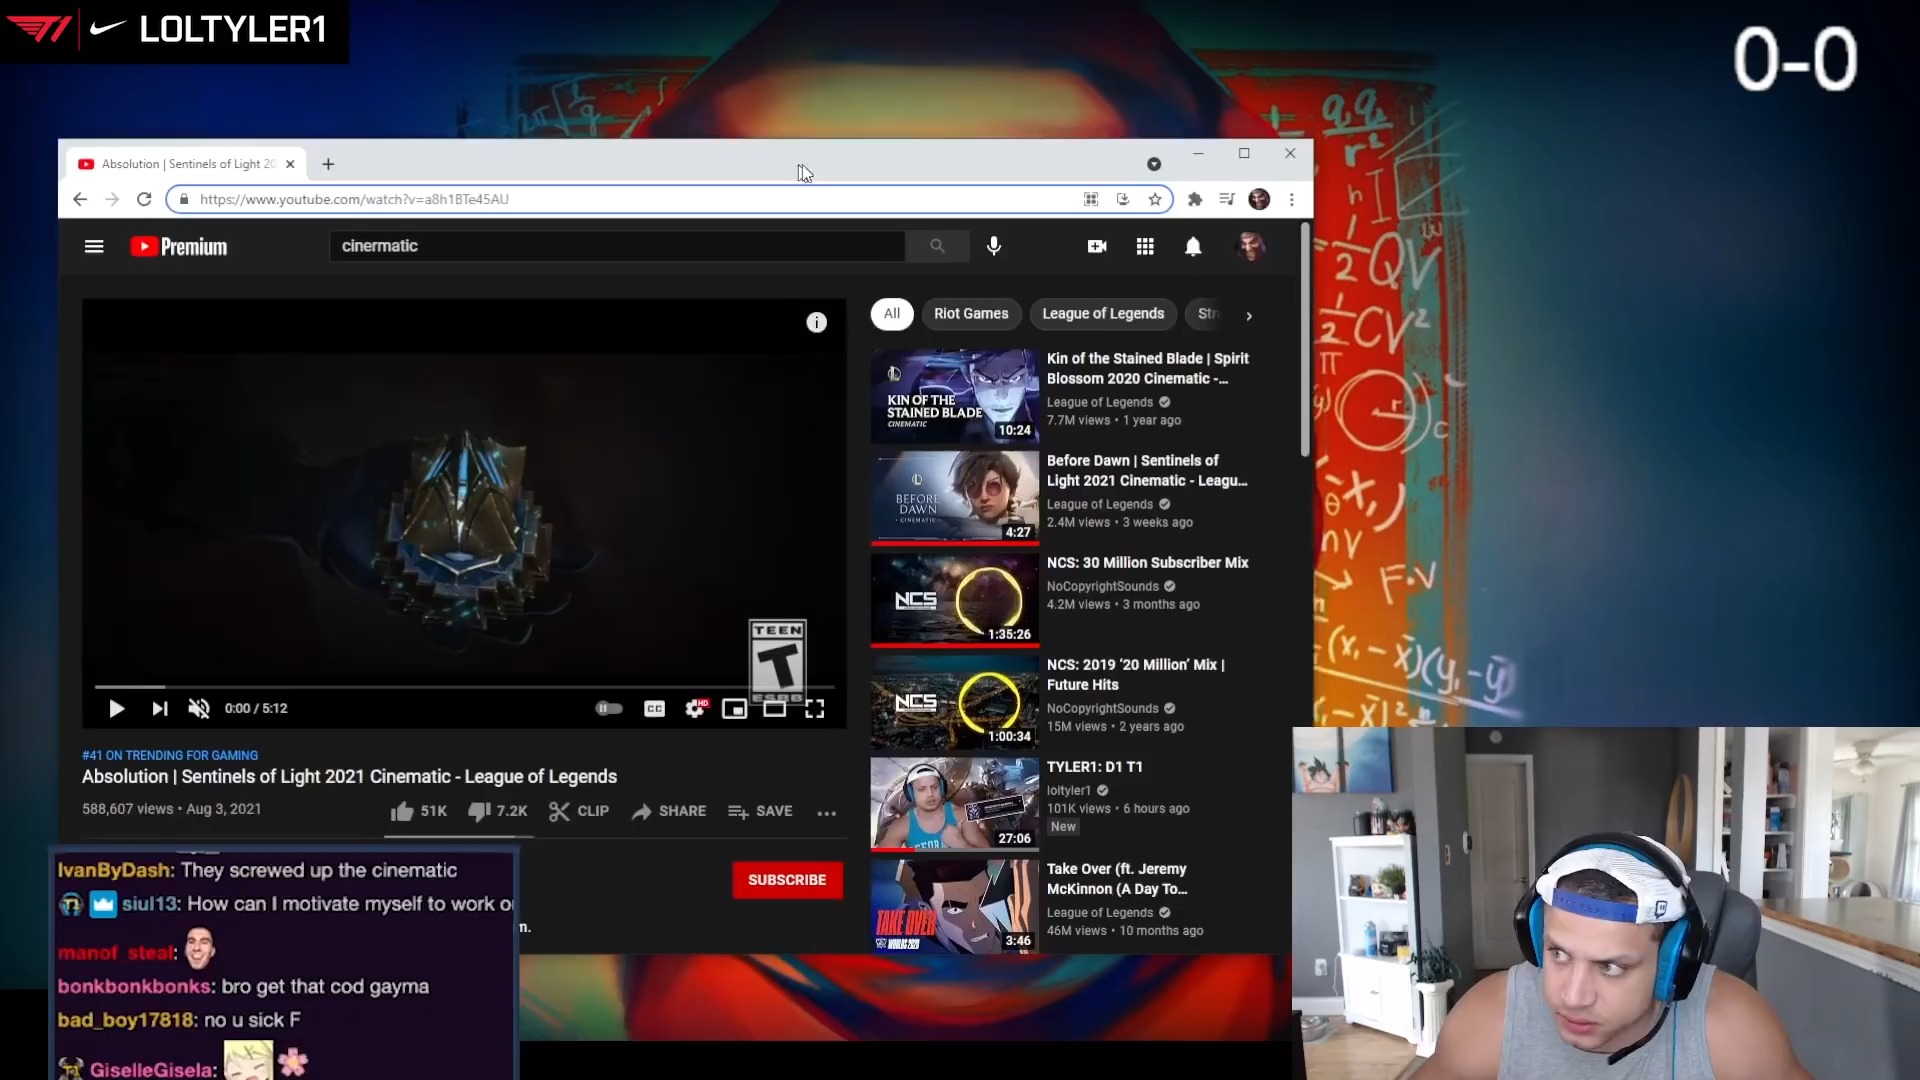 T1 LOLTYLER1
0-0
Absolution | Sentinels of Light 20
https://www.youtube.com/watch?v=a8h1BTe45AU
Premium
cinermatic
All
Riot Games
League of Legends
Str
TEEN
T
ESRB
0:00 / 5:12
CC
HD
#41 ON TRENDING FOR GAMING
Absolution | Sentinels of Light 2021 Cinematic - League of Legends
588,607 views • Aug 3, 2021
51K
7.2K
CLIP
SHARE
SAVE
SUBSCRIBE
m.
KIN OF THE
STAINED BLADE
CINEMATIC
10:24
Kin of the Stained Blade | Spirit
Blossom 2020 Cinematic -...
League of Legends
7.7M views • 1 year ago
BEFORE
DAWN
CINEMATIC
4:27
Before Dawn | Sentinels of
Light 2021 Cinematic - Leagu...
League of Legends
2.4M views • 3 weeks ago
NCS
1:35:26
NCS: 30 Million Subscriber Mix
NoCopyrightSounds
4.2M views • 3 months ago
NCS
1:00:34
NCS: 2019 '20 Million' Mix |
Future Hits
NoCopyrightSounds
15M views • 2 years ago
27:06
TYLER1: D1 T1
loltyler1
101K views • 6 hours ago
New
TAKE OVER
WORLDS 2020
3:46
Take Over (ft. Jeremy
McKinnon (A Day To...
League of Legends
46M views • 10 months ago
IvanByDash: They screwed up the cinematic
siul13: How can I motivate myself to work o
manof_steal:
bonkbonkbonks: bro get that cod gayma
bad_boy17818: no u sick F
GiselleGisela: